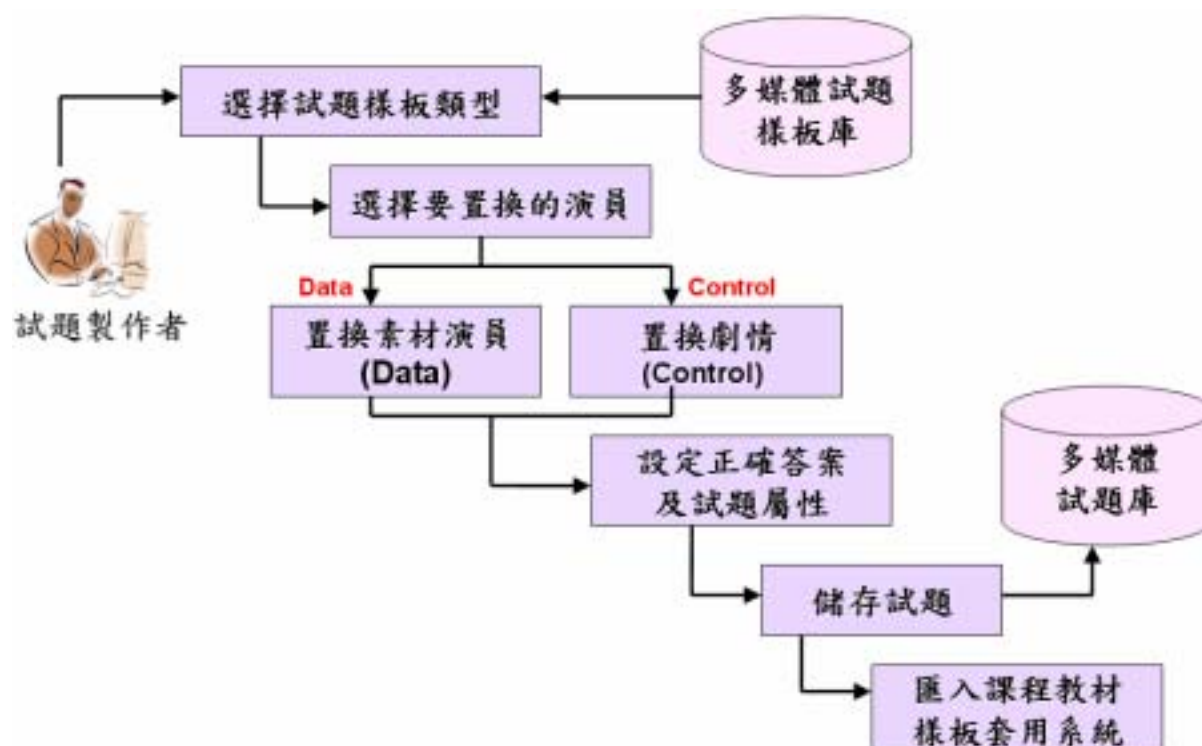 選擇試題樣板類型
多媒體試題
樣板庫
選擇要置換的演員
試題製作者
Data
Control
置換素材演員
(Data)
置換劇情
(Control)
設定正確答案
及試題屬性
多媒體
試題庫
儲存試題
匯入課程教材
樣板套用系統